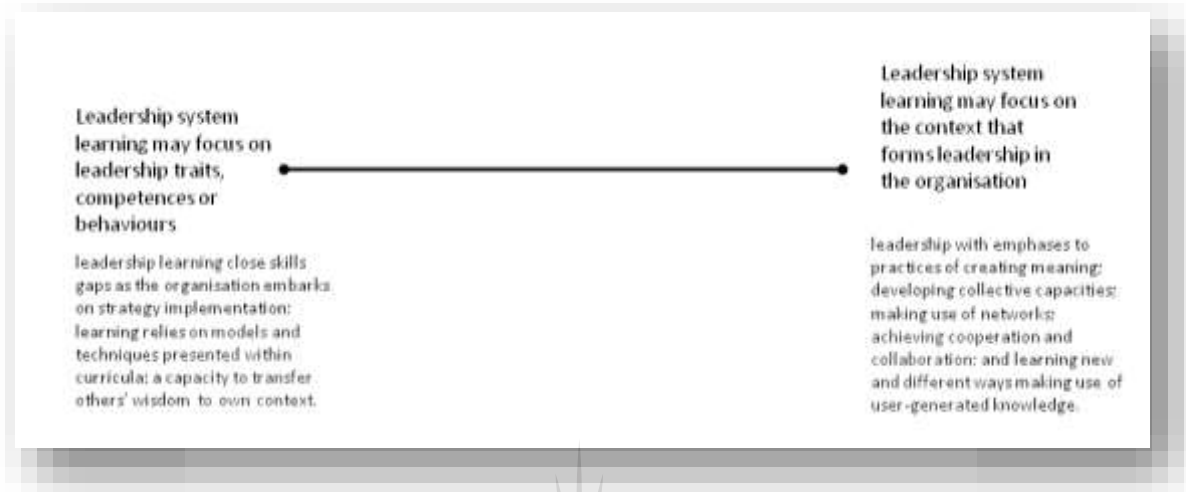 Leadership system
learning may focus on
leadership traits,
competences or
behaviours
leadership learning close skills
gaps as the organisation embarks
on strategy implementation;
learning relies on models and
techniques presented within
curricula; a capacity to transfer
others' wisdom to own context.
Leadership system
learning may focus on
the context that
forms leadership in
the organisation
leadership with emphases to
practices of creating meaning;
developing collective capacities;
making use of networks;
achieving cooperation and
collaboration; and learning new
and different ways making use of
user-generated knowledge.